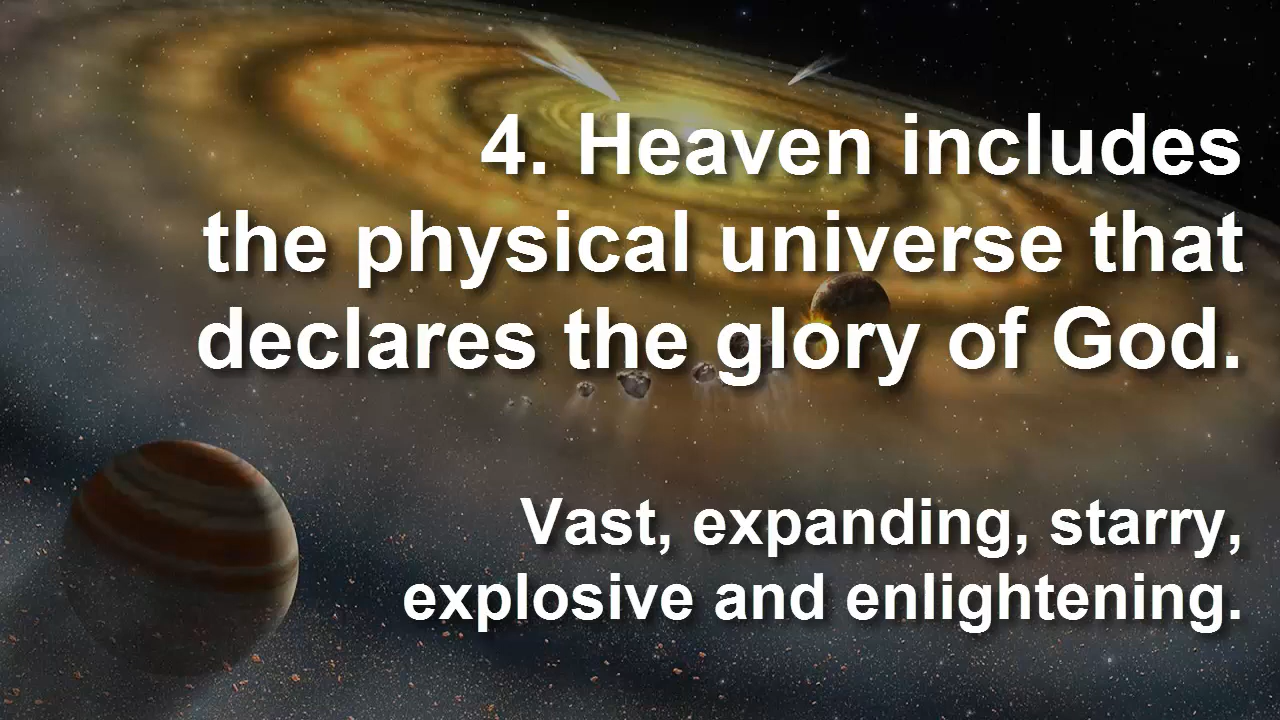 4. Heaven includes
the physical universe that
declares the glory of God.
Vast, expanding, starry,
explosive and enlightening.